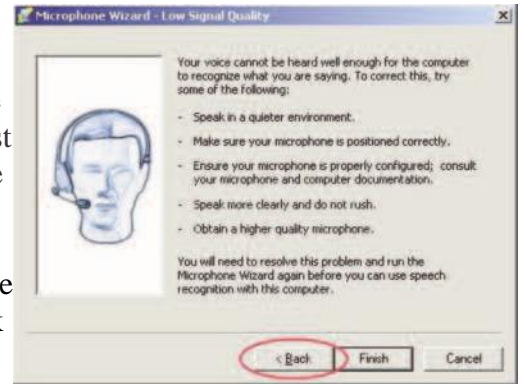 Microphone Wizard - Low Signal Quality
Your voice cannot be heard well enough for the computer
to recognize what you are saying. To correct this, try
some of the following:
- Speak in a quieter environment.
- Make sure your microphone is positioned correctly.
- Ensure your microphone is properly configured; consult
your microphone and computer documentation.
- Speak more clearly and do not rush.
- Obtain a higher quality microphone.
You will need to resolve this problem and run the
Microphone Wizard again before you can use speech
recognition with this computer.
< Back
Finish
Cancel